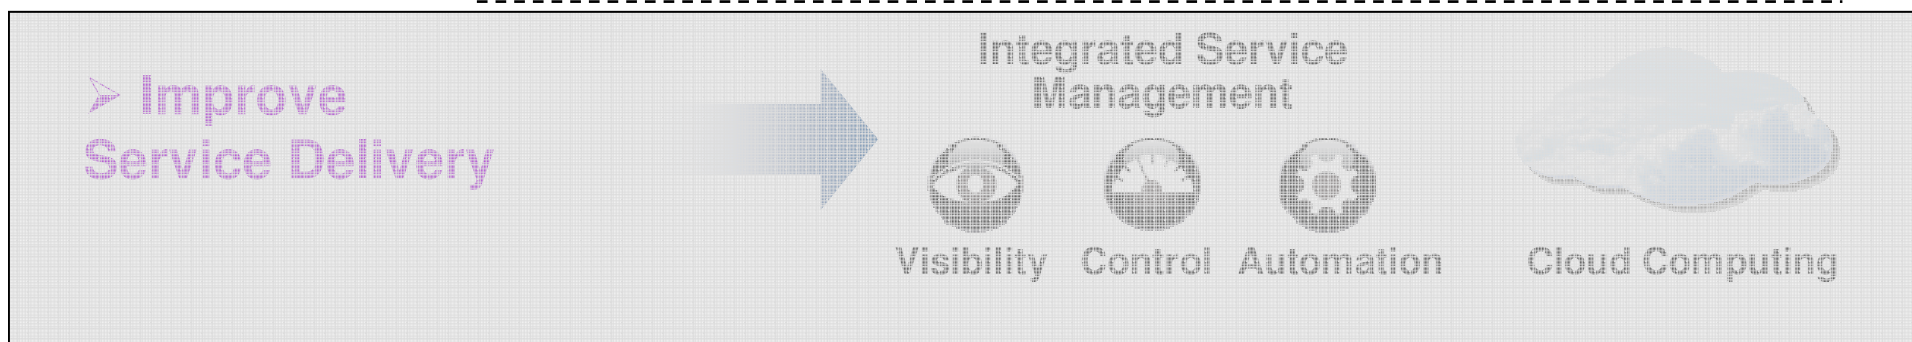 ➢ Improve
Service Delivery
Integrated Service
Management
Visibility Control Automation
Cloud Computing